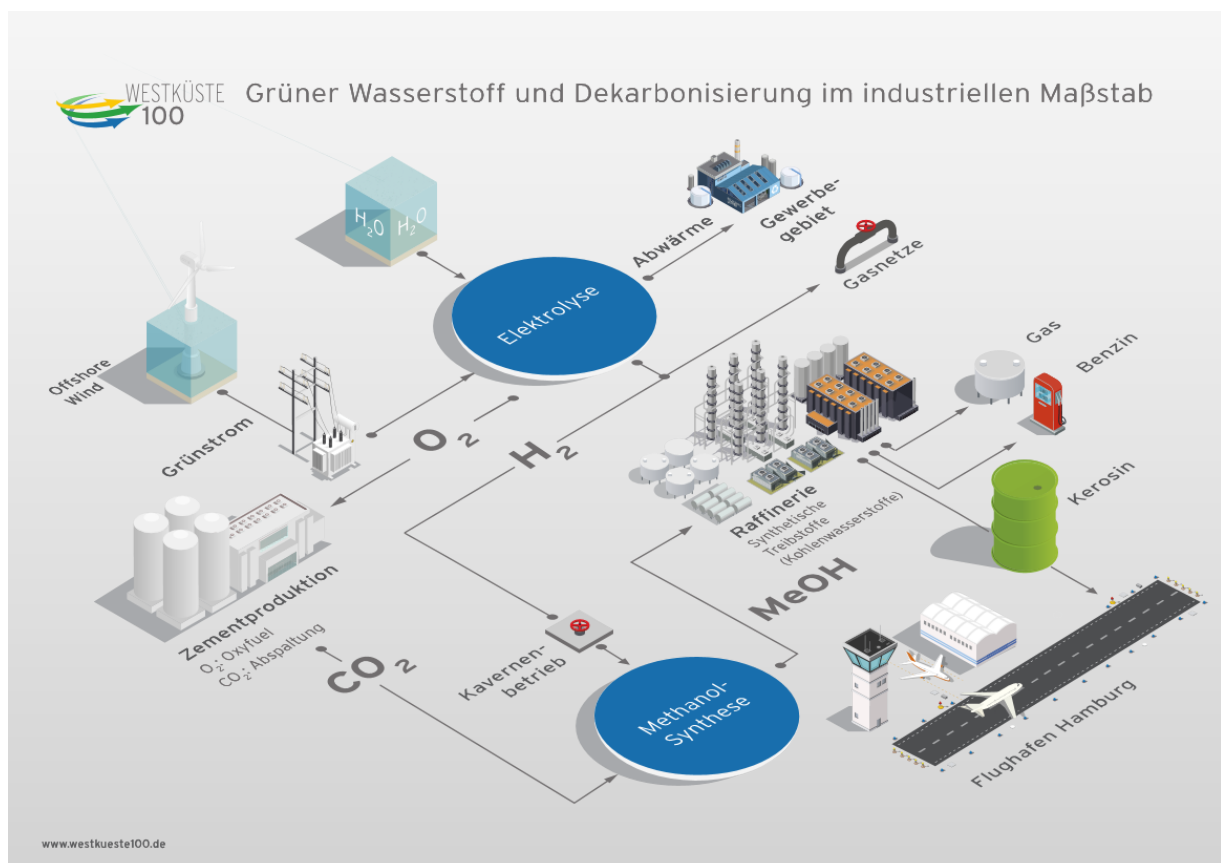 WESTKÜSTE
100
Grüner Wasserstoff und Dekarbonisierung im industriellen Maßstab
H₂O
H₂O
Offshore
Wind
Grünstrom
Elektrolyse
Abwärme
Gewerbe-
gebiet
Gasnetze
O₂
H₂
Zementproduktion
O₂: Oxyfuel
CO₂: Abspaltung
CO₂
Kavernen-
betrieb
Methanol-
Synthese
MeOH
Raffinerie
Synthetische
Treibstoffe
(Kohlenwasserstoffe)
Gas
Benzin
Kerosin
Flughafen Hamburg
www.westkueste100.de